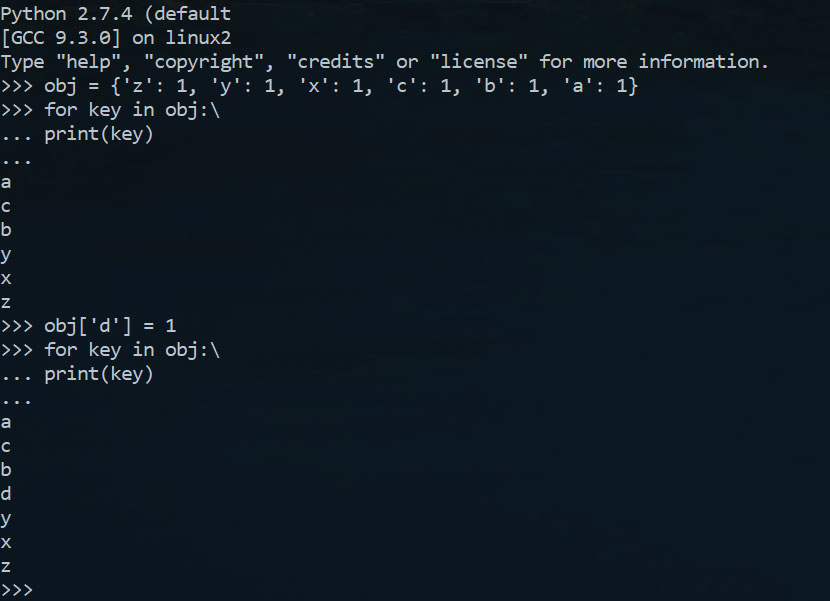 Python 2.7.4 (default
[GCC 9.3.0] on linux2
Type "help", "copyright", "credits" or "license" for more information.
>>> obj = {'z': 1, 'y': 1, 'x': 1, 'c': 1, 'b': 1, 'a': 1}
>>> for key in obj:\
... print(key)
...
a
c
b
y
x
z
>>> obj['d'] = 1
>>> for key in obj:\
... print(key)
...
a
c
b
d
y
x
z
>>>